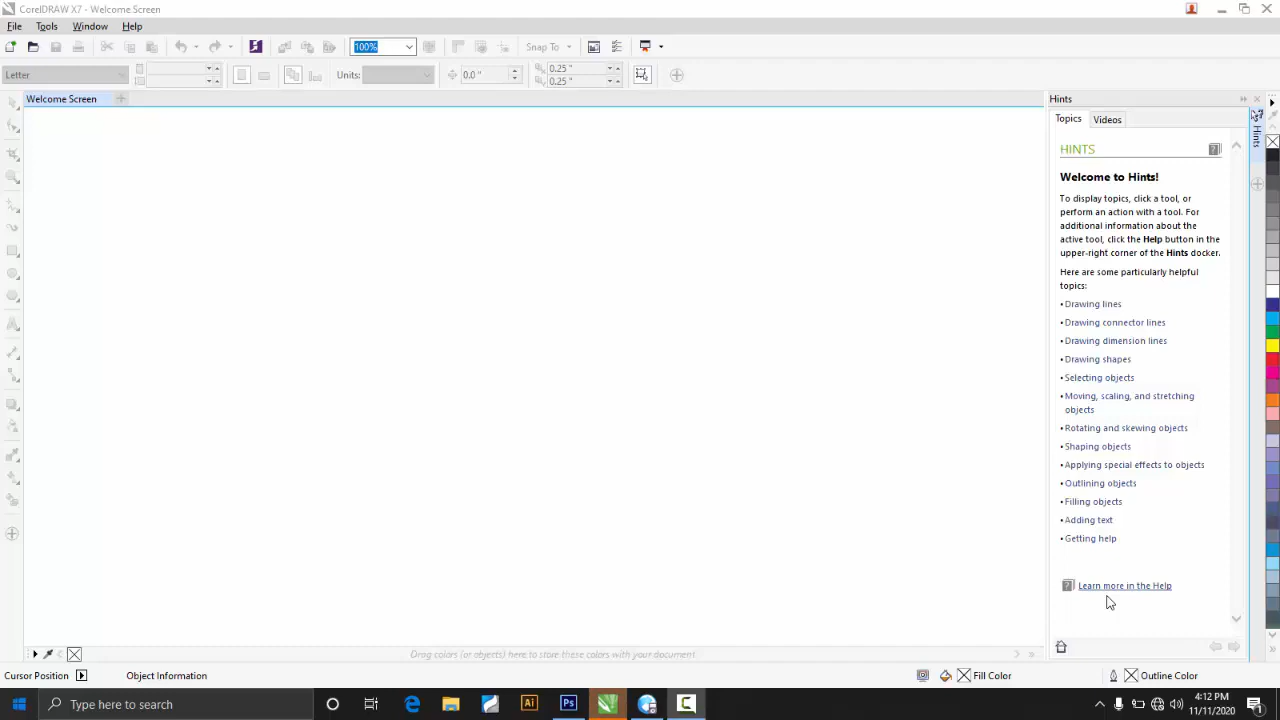 CorelDRAW X7 - Welcome Screen
File Tools Window Help
100% Snap To
Letter Units: 0.0 " 0.25 " 0.25 "
Welcome Screen
Hints
Topics Videos
Hints
HINTS
Welcome to Hints!
To display topics, click a tool, or
perform an action with a tool. For
additional information about the
active tool, click the Help button in the
upper-right corner of the Hints docker.
Here are some particularly helpful
topics:
• Drawing lines
• Drawing connector lines
• Drawing dimension lines
• Drawing shapes
• Selecting objects
• Moving, scaling, and stretching
objects
• Rotating and skewing objects
• Shaping objects
• Applying special effects to objects
• Outlining objects
• Filling objects
• Adding text
• Getting help
Learn more in the Help
Drag colors (or objects) here to store these colors with your document
Cursor Position Object Information Fill Color Outline Color
Type here to search
Ai Ps C
4:12 PM
11/11/2020
1